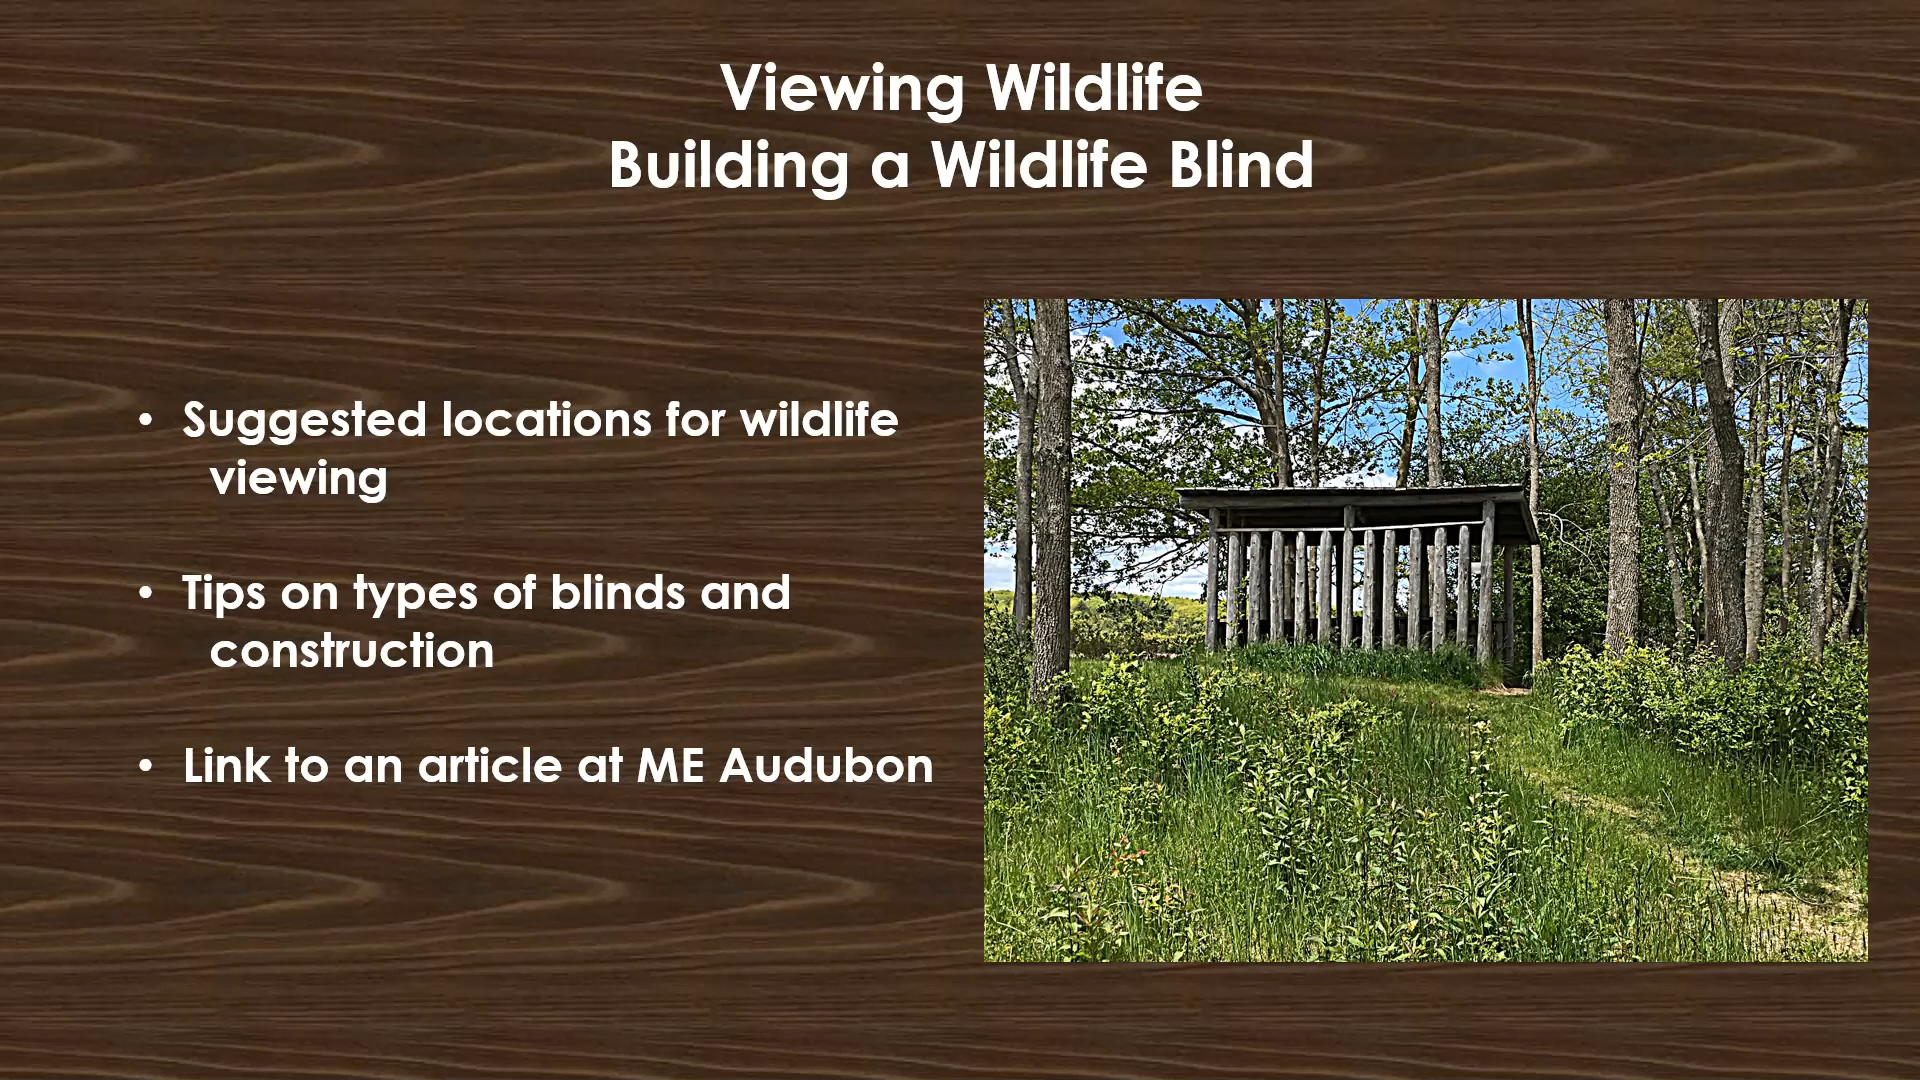 Viewing Wildlife
Building a Wildlife Blind
• Suggested locations for wildlife
viewing
• Tips on types of blinds and
construction
• Link to an article at ME Audubon